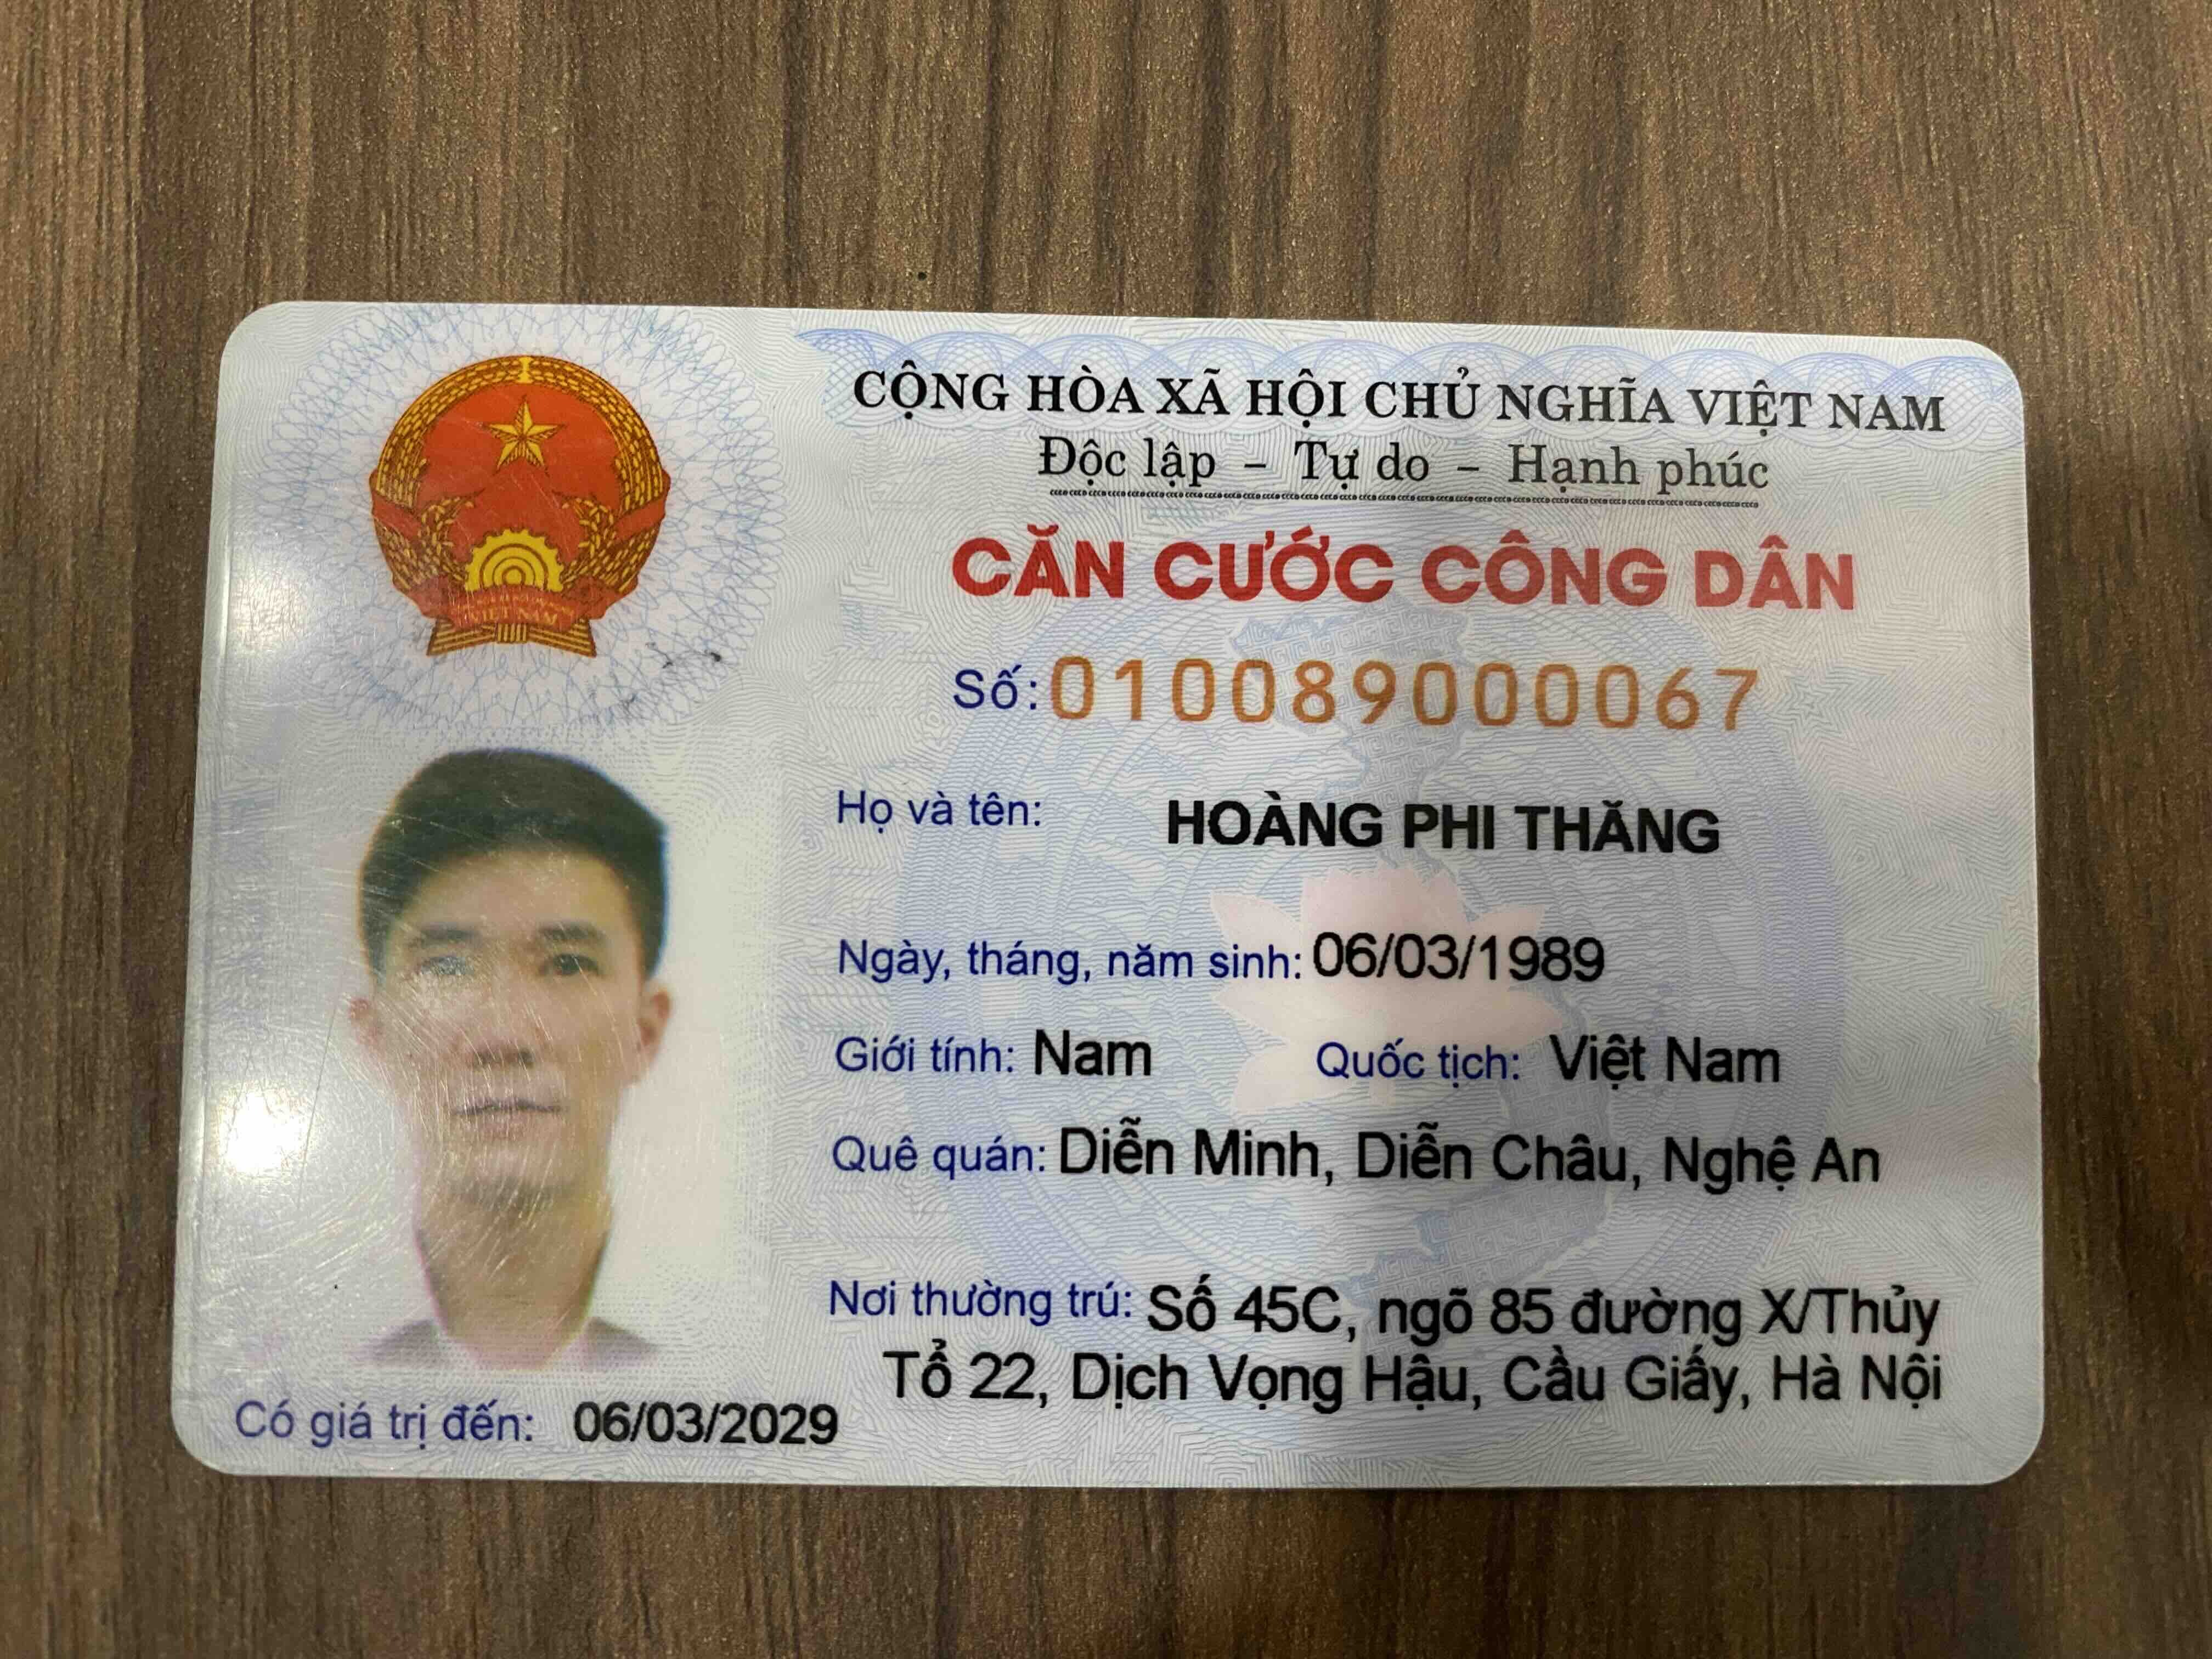 CỘNG HÒA XÃ HỘI CHỦ NGHĨA VIỆT NAM
Độc lập – Tự do – Hạnh phúc
CĂN CƯỚC CÔNG DÂN
Số: 010089000067
Họ và tên: HOÀNG PHI THĂNG
Ngày, tháng, năm sinh: 06/03/1989
Giới tính: Nam Quốc tịch: Việt Nam
Quê quán: Diễn Minh, Diễn Châu, Nghệ An
Nơi thường trú: Số 45C, ngõ 85 đường X/Thủy
Tổ 22, Dịch Vọng Hậu, Cầu Giấy, Hà Nội
Có giá trị đến: 06/03/2029